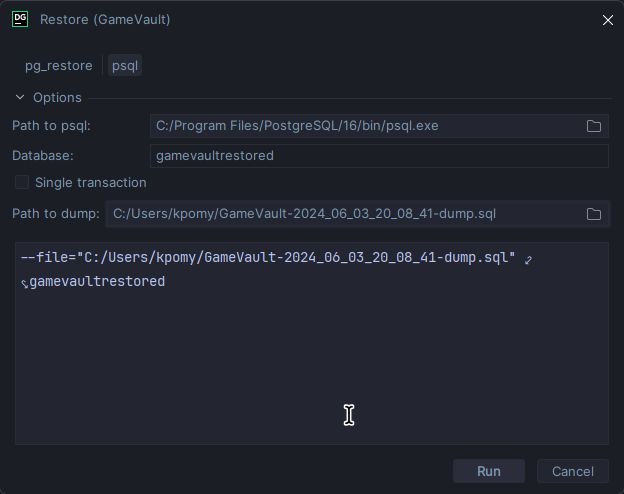 DG Restore (GameVault)
pg_restore psql
Options
Path to psql: C:/Program Files/PostgreSQL/16/bin/psql.exe
Database: gamevaultrestored
Single transaction
Path to dump: C:/Users/kpomy/GameVault-2024_06_03_20_08_41-dump.sql
--file="C:/Users/kpomy/GameVault-2024_06_03_20_08_41-dump.sql"
gamevaultrestored
Run Cancel